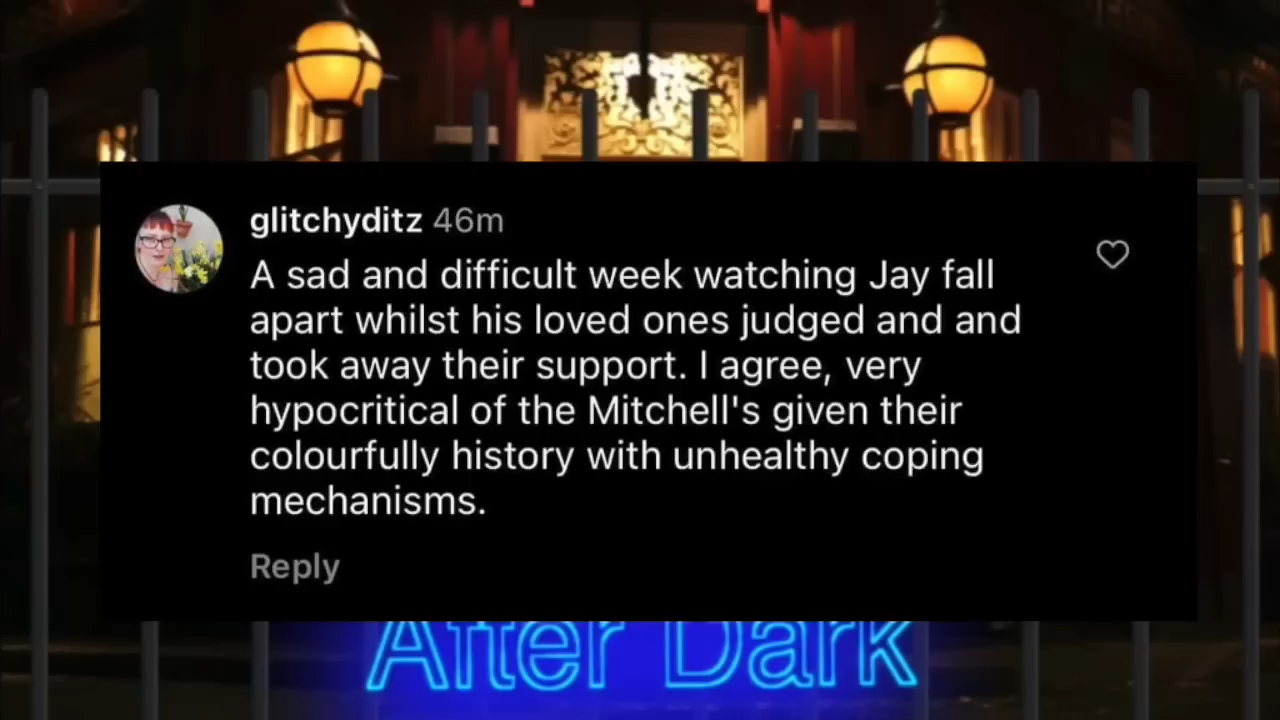 glitchyditz 46m
A sad and difficult week watching Jay fall
apart whilst his loved ones judged and and
took away their support. I agree, very
hypocritical of the Mitchell's given their
colourfully history with unhealthy coping
mechanisms.
Reply
After Dark